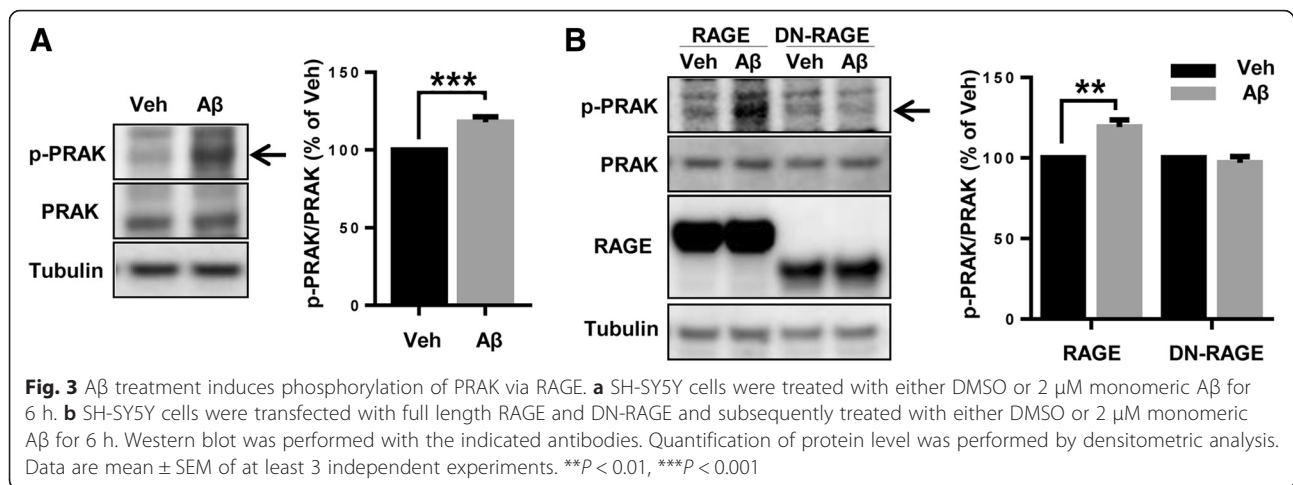 A
Veh Aβ
p-PRAK
PRAK
Tubulin
p-PRAK/PRAK (% of Veh)
150
100
50
0
***
Veh Aβ
B
RAGE DN-RAGE
Veh Aβ Veh Aβ
p-PRAK
PRAK
RAGE
Tubulin
p-PRAK/PRAK (% of Veh)
150
100
50
0
**
Veh
Aβ
RAGE DN-RAGE
Fig. 3 Aβ treatment induces phosphorylation of PRAK via RAGE. a SH-SY5Y cells were treated with either DMSO or 2 μM monomeric Aβ for
6 h. b SH-SY5Y cells were transfected with full length RAGE and DN-RAGE and subsequently treated with either DMSO or 2 μM monomeric
Aβ for 6 h. Western blot was performed with the indicated antibodies. Quantification of protein level was performed by densitometric analysis.
Data are mean ± SEM of at least 3 independent experiments. **P < 0.01, ***P < 0.001